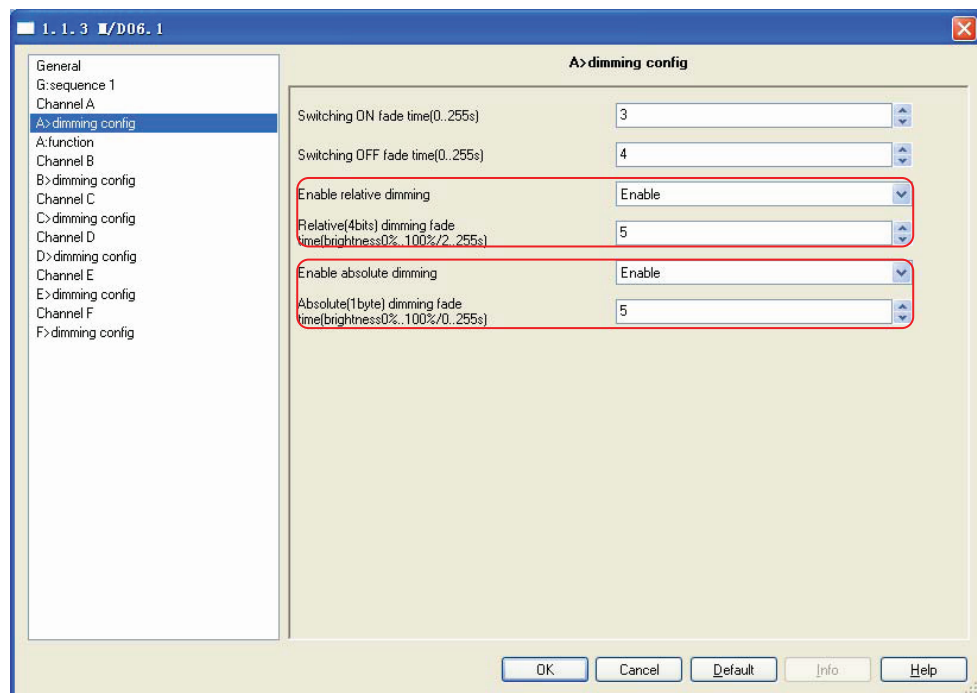 1.1.3 M/D06.1
General
G:sequence 1
Channel A
A>dimming config
A:function
Channel B
B>dimming config
Channel C
C>dimming config
Channel D
D>dimming config
Channel E
E>dimming config
Channel F
F>dimming config
A>dimming config
Switching ON fade time(0..255s)
3
Switching OFF fade time(0..255s)
4
Enable relative dimming
Enable
Relative(4bits) dimming fade
time(brightness0%..100%/2..255s)
5
Enable absolute dimming
Enable
Absolute(1byte) dimming fade
time(brightness0%..100%/0..255s)
5
OK
Cancel
Default
Info
Help